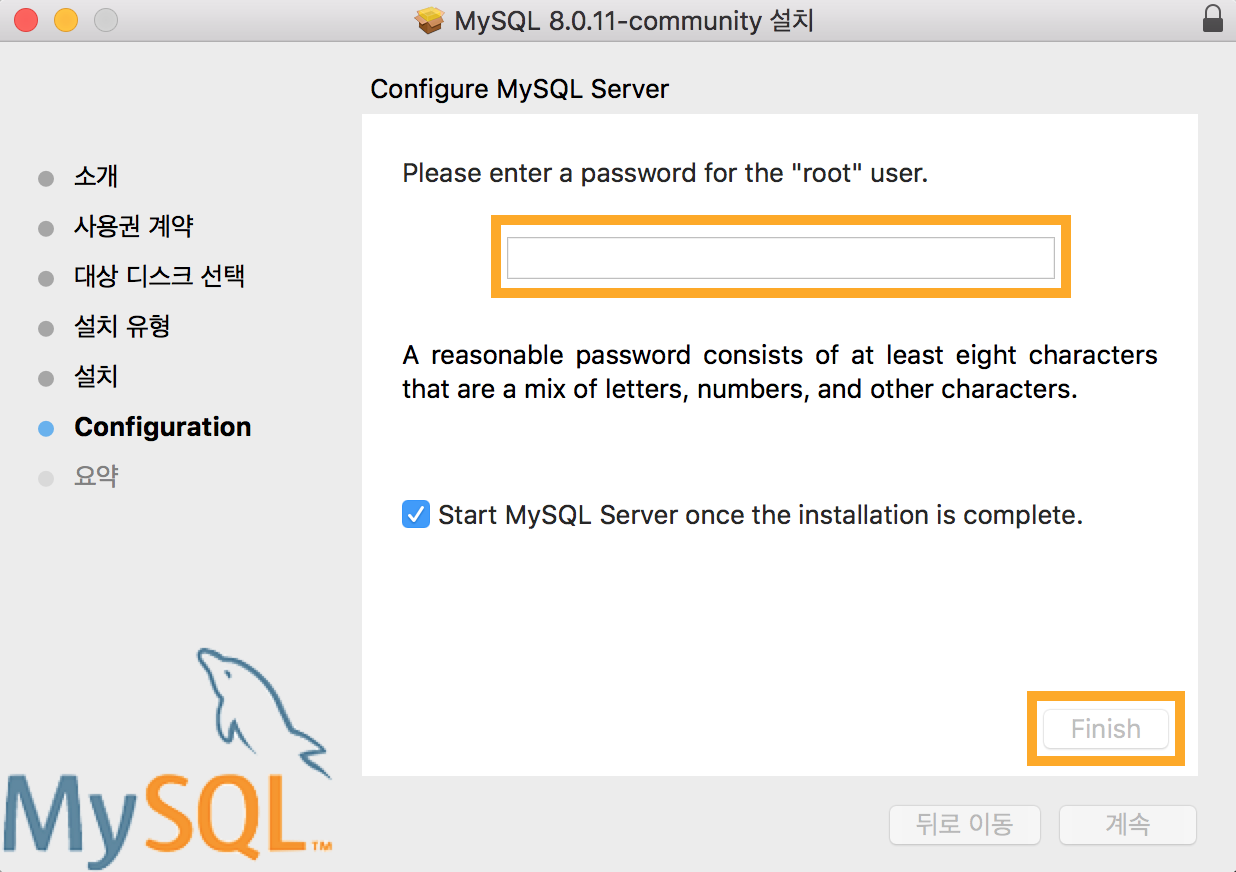 MySQL 8.0.11-community 설치
Configure MySQL Server
소개
사용권 계약
대상 디스크 선택
설치 유형
설치
Configuration
요약
Please enter a password for the "root" user.
A reasonable password consists of at least eight characters
that are a mix of letters, numbers, and other characters.
Start MySQL Server once the installation is complete.
Finish
MySQL™
뒤로 이동
계속